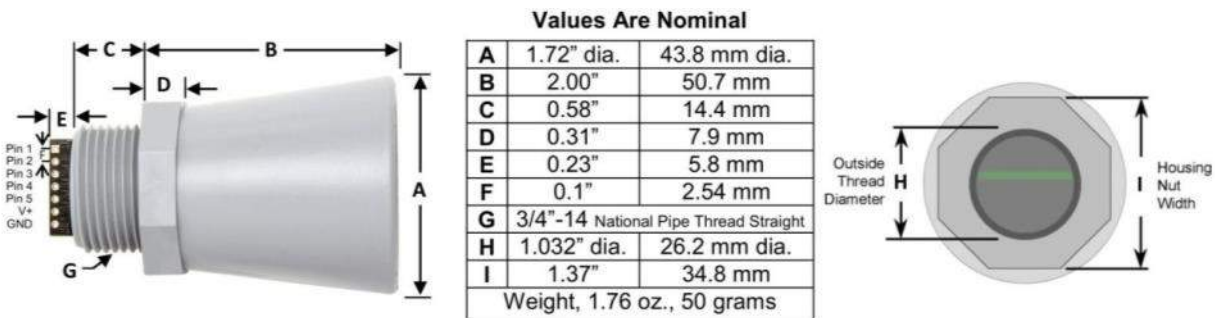 Values Are Nominal
C
B
D
E
F
A
G
Pin 1
Pin 2
Pin 3
Pin 4
Pin 5
V+
GND
A 1.72” dia. 43.8 mm dia.
B 2.00” 50.7 mm
C 0.58” 14.4 mm
D 0.31” 7.9 mm
E 0.23” 5.8 mm
F 0.1” 2.54 mm
G 3/4”-14 National Pipe Thread Straight
H 1.032” dia. 26.2 mm dia.
I 1.37” 34.8 mm
Weight, 1.76 oz., 50 grams
Outside
Thread
Diameter
H
I
Housing
Nut
Width